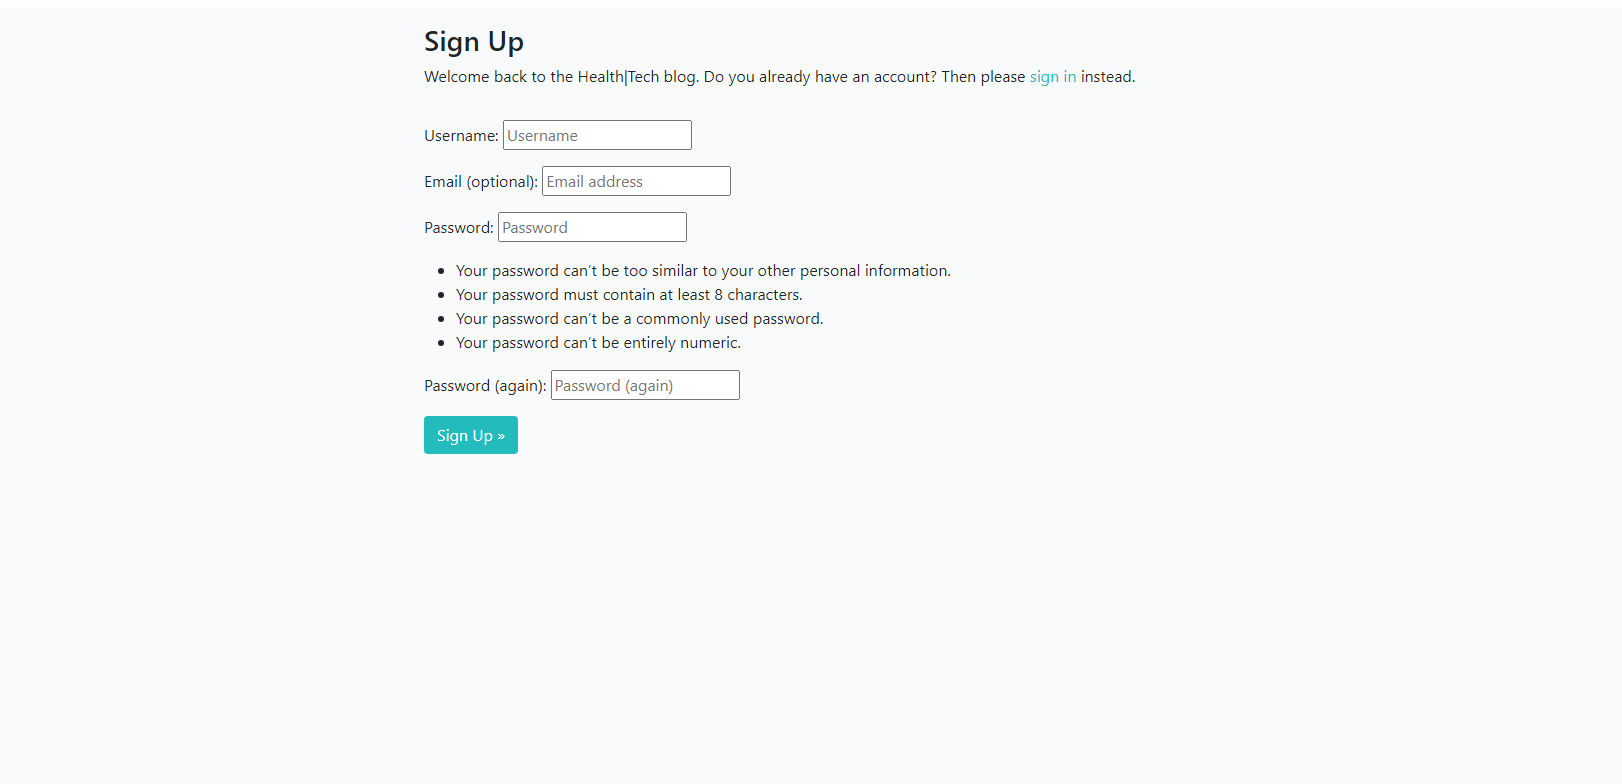 Sign Up
Welcome back to the Health|Tech blog. Do you already have an account? Then please sign in instead.
Username: Username
Email (optional): Email address
Password: Password
• Your password can't be too similar to your other personal information.
• Your password must contain at least 8 characters.
• Your password can't be a commonly used password.
• Your password can't be entirely numeric.
Password (again): Password (again)
Sign Up »